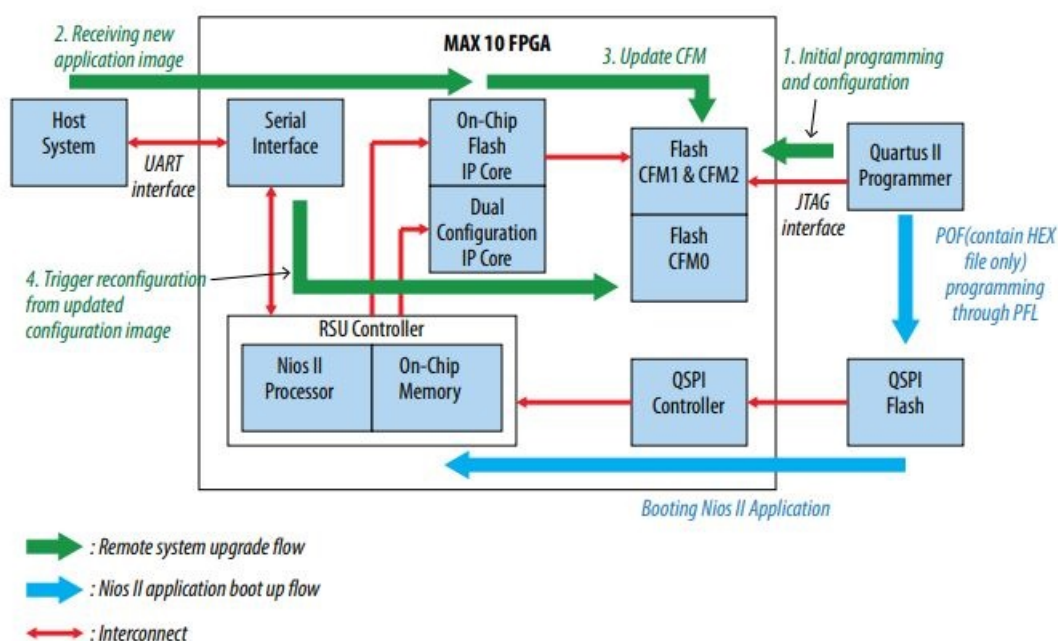 2. Receiving new
application image
MAX 10 FPGA
3. Update CFM
1. Initial programming
and configuration
Host
System
UART
interface
Serial
Interface
On-Chip
Flash
IP Core
Dual
Configuration
IP Core
Flash
CFM1 & CFM2
Flash
CFM0
Quartus II
Programmer
JTAG
interface
POF(contain HEX
file only)
programming
through PFL
4. Trigger reconfiguration
from updated
configuration image
RSU Controller
Nios II
Processor
On-Chip
Memory
QSPI
Controller
QSPI
Flash
Booting Nios II Application
: Remote system upgrade flow
: Nios II application boot up flow
: Interconnect